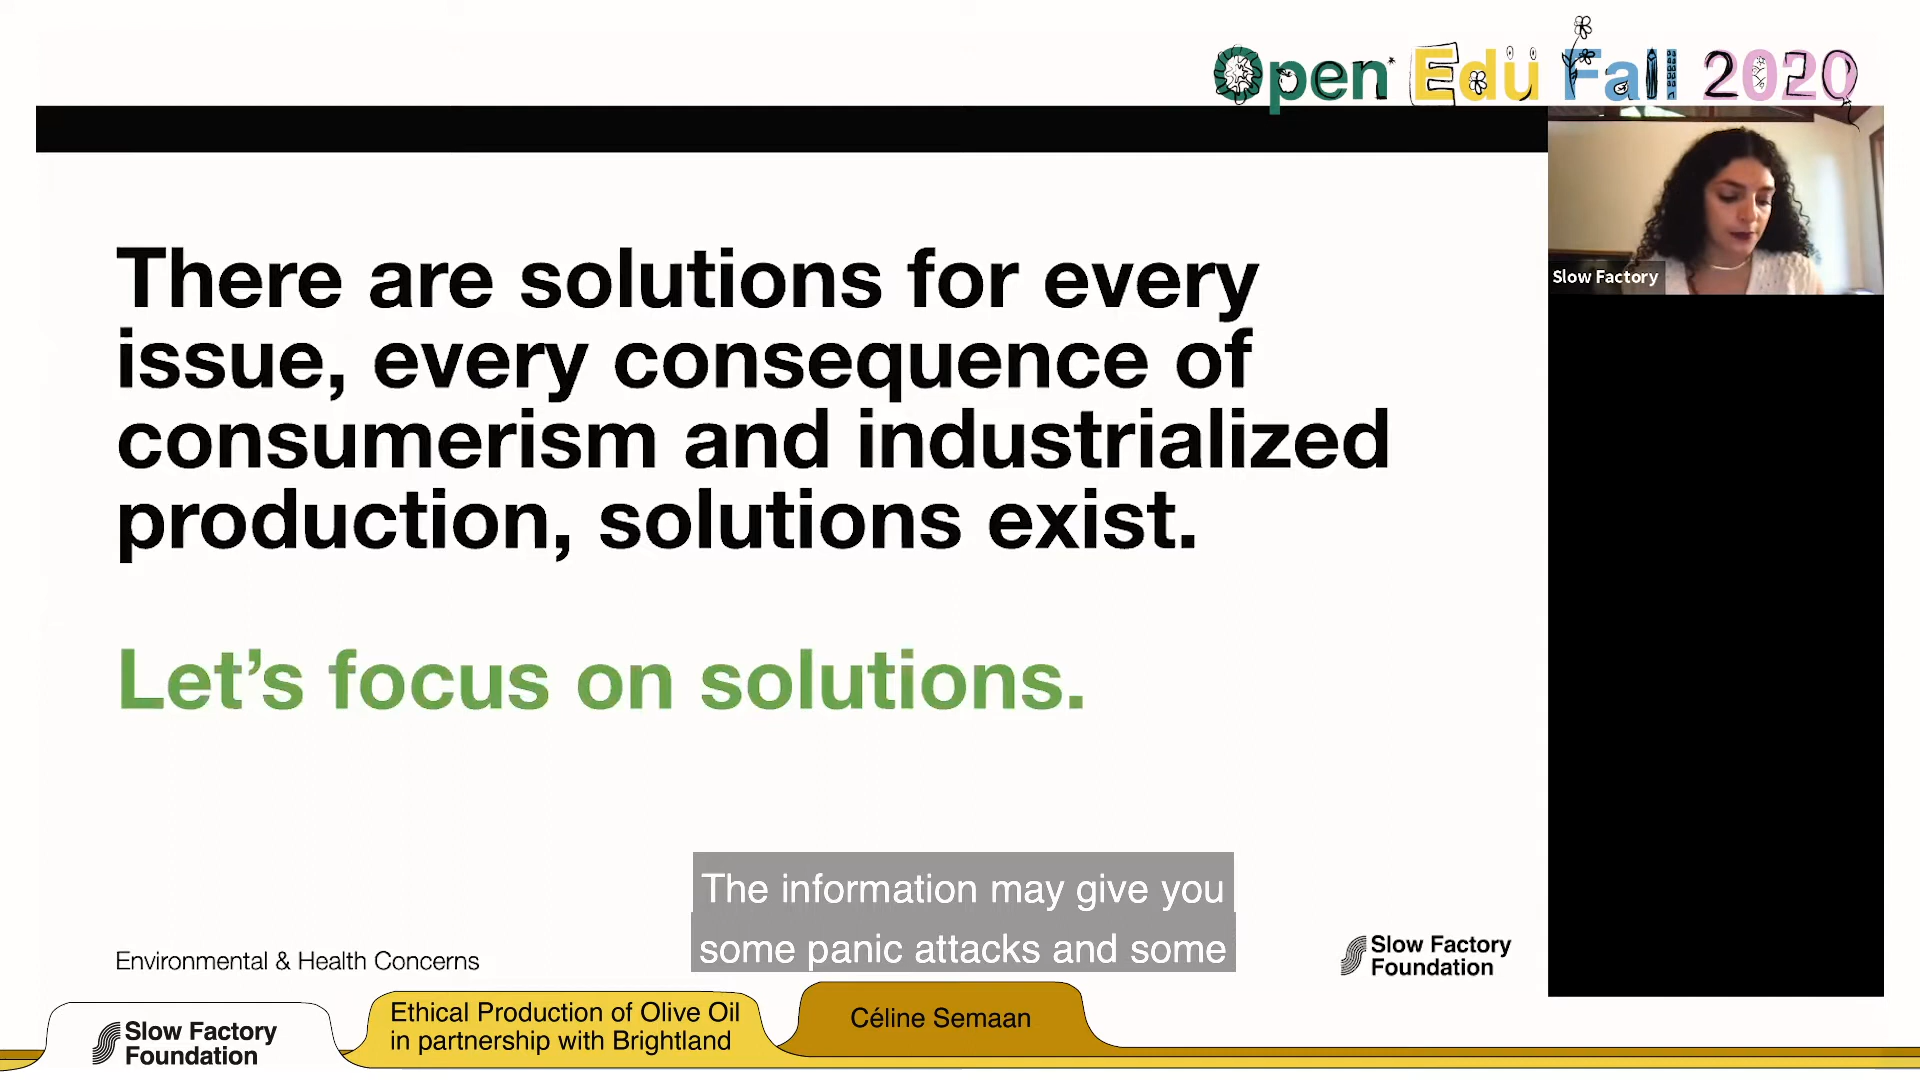 Open Edu Fall 2020
There are solutions for every
issue, every consequence of
consumerism and industrialized
production, solutions exist.
Let’s focus on solutions.
Slow Factory
The information may give you
some panic attacks and some
Environmental & Health Concerns
Slow Factory
Foundation
Slow Factory
Foundation
Ethical Production of Olive Oil
in partnership with Brightland
Céline Semaan